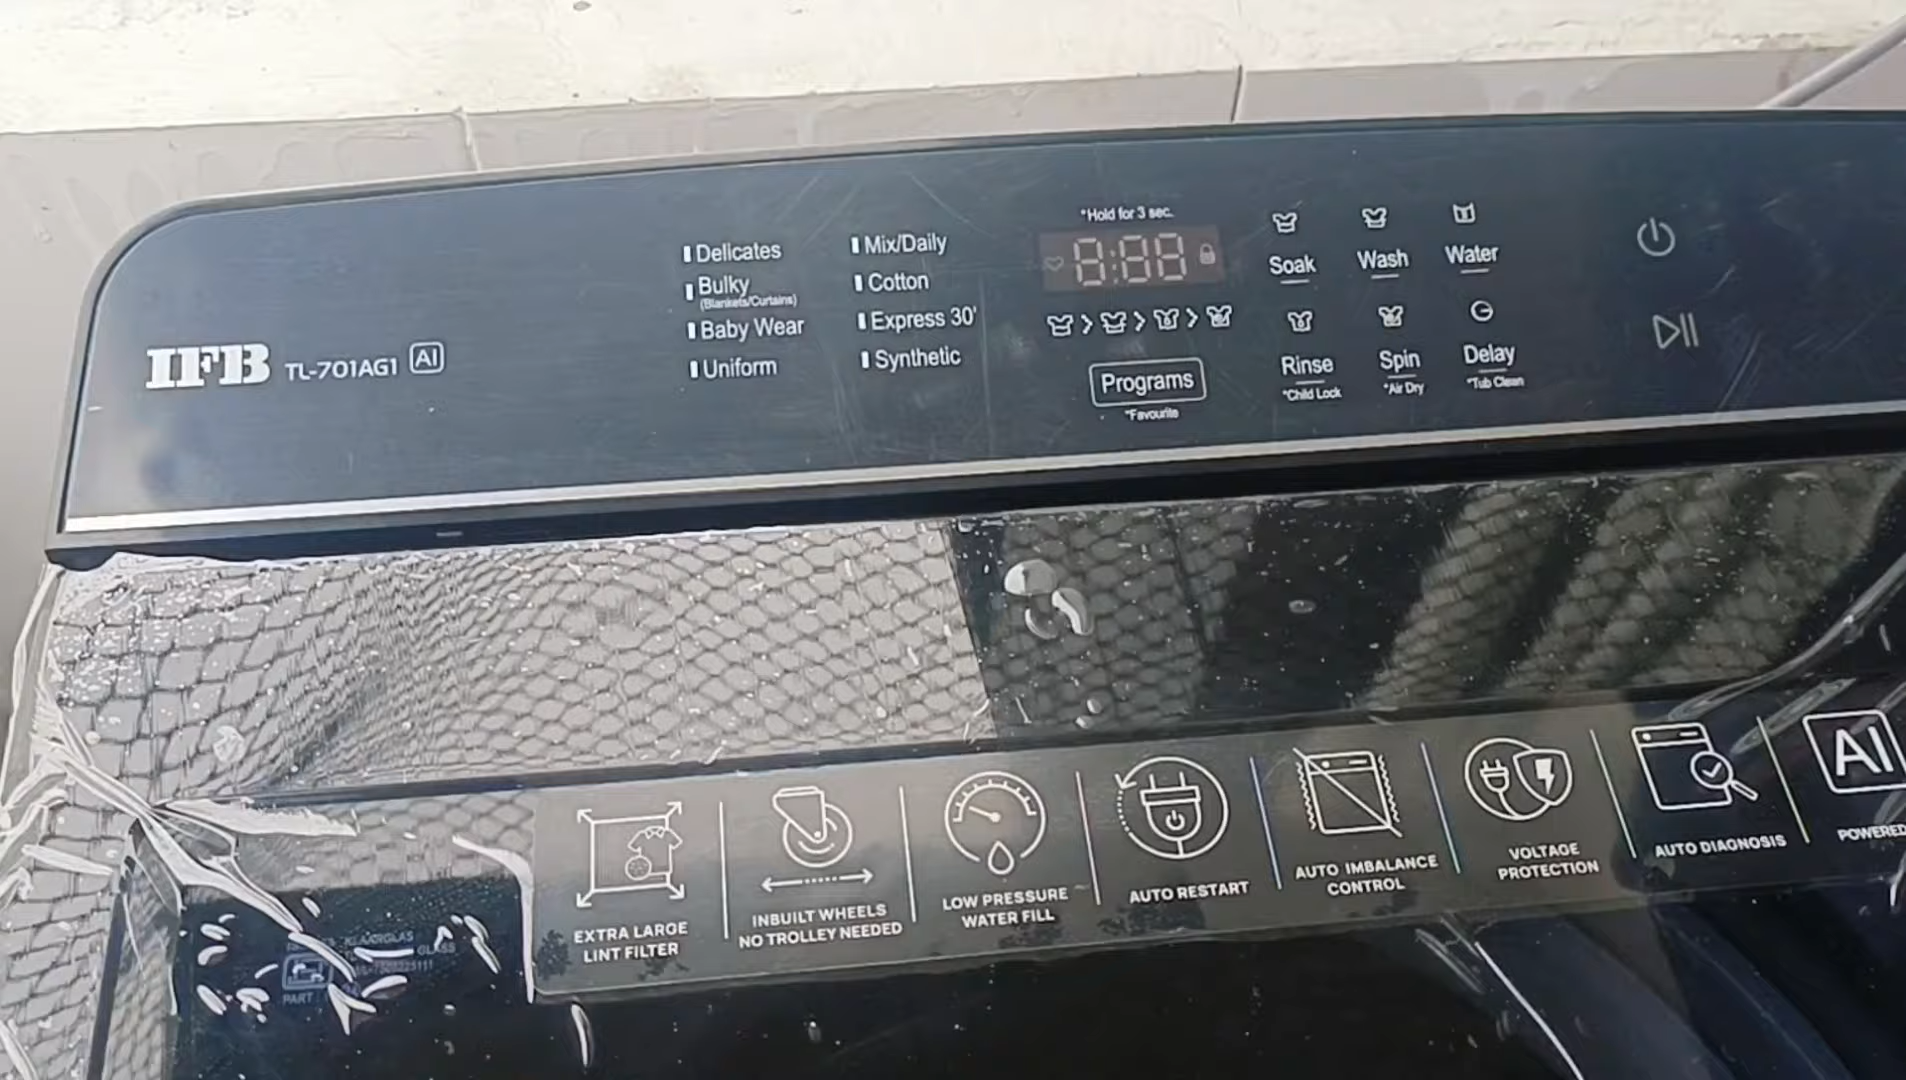 IFB TL-701AG1 AI
Delicates
Bulky
(Blankets/Curtains)
Baby Wear
Uniform
Mix/Daily
Cotton
Express 30'
Synthetic
*Hold for 3 sec.
8:88
Programs
*Favourite
Soak
Wash
Water
Rinse
*Child Lock
Spin
*Air Dry
Delay
*Tub Clean
EXTRA LARGE
LINT FILTER
INBUILT WHEELS
NO TROLLEY NEEDED
LOW PRESSURE
WATER FILL
AUTO RESTART
AUTO IMBALANCE
CONTROL
VOLTAGE
PROTECTION
AUTO DIAGNOSIS
AI
POWERED
GLASS
PART